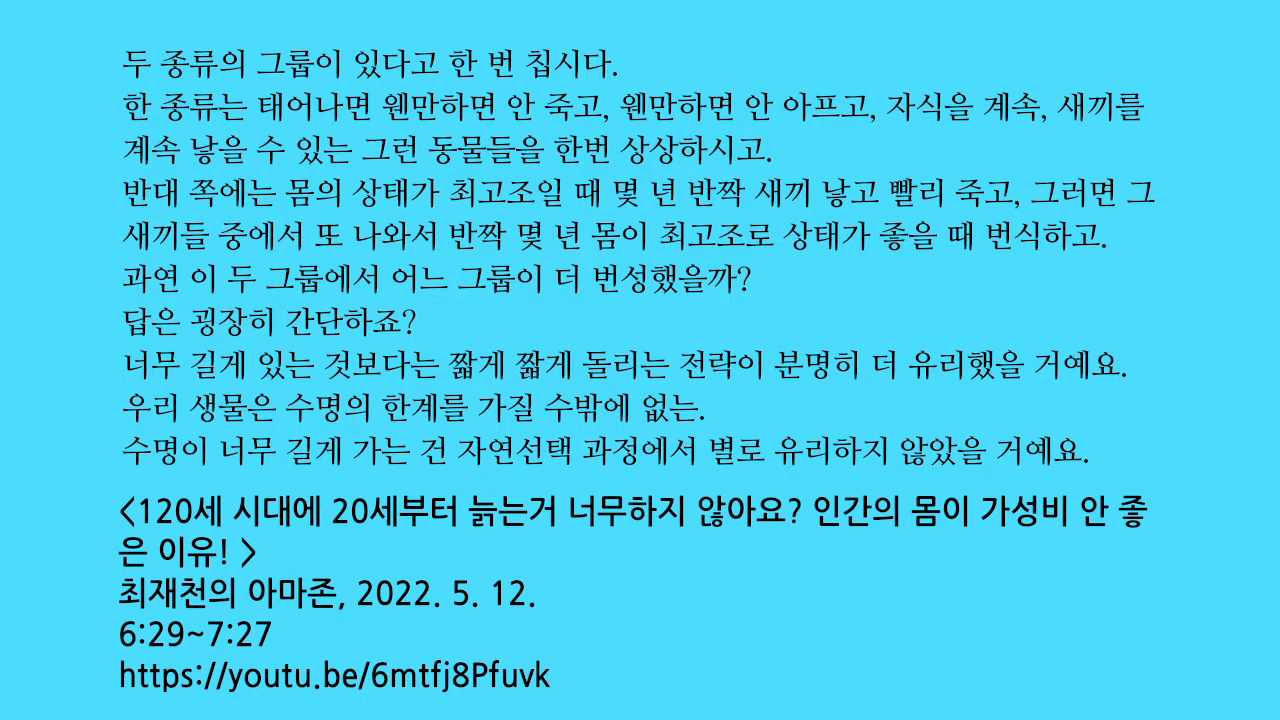 두 종류의 그룹이 있다고 한 번 칩시다.
한 종류는 태어나면 웬만하면 안 죽고, 웬만하면 안 아프고, 자식을 계속, 새끼를
계속 낳을 수 있는 그런 동물들을 한번 상상하시고.
반대 쪽에는 몸의 상태가 최고조일 때 몇 년 반짝 새끼 낳고 빨리 죽고, 그러면 그
새끼들 중에서 또 나와서 반짝 몇 년 몸이 최고조로 상태가 좋을 때 번식하고.
과연 이 두 그룹에서 어느 그룹이 더 번성했을까?
답은 굉장히 간단하죠?
너무 길게 있는 것보다는 짧게 짧게 돌리는 전략이 분명히 더 유리했을 거예요.
우리 생물은 수명의 한계를 가질 수밖에 없는.
수명이 너무 길게 가는 건 자연선택 과정에서 별로 유리하지 않았을 거예요.
<120세 시대에 20세부터 늙는거 너무하지 않아요? 인간의 몸이 가성비 안 좋
은 이유! >
최재천의 아마존, 2022. 5. 12.
6:29~7:27
https://youtu.be/6mtfj8Pfuvk